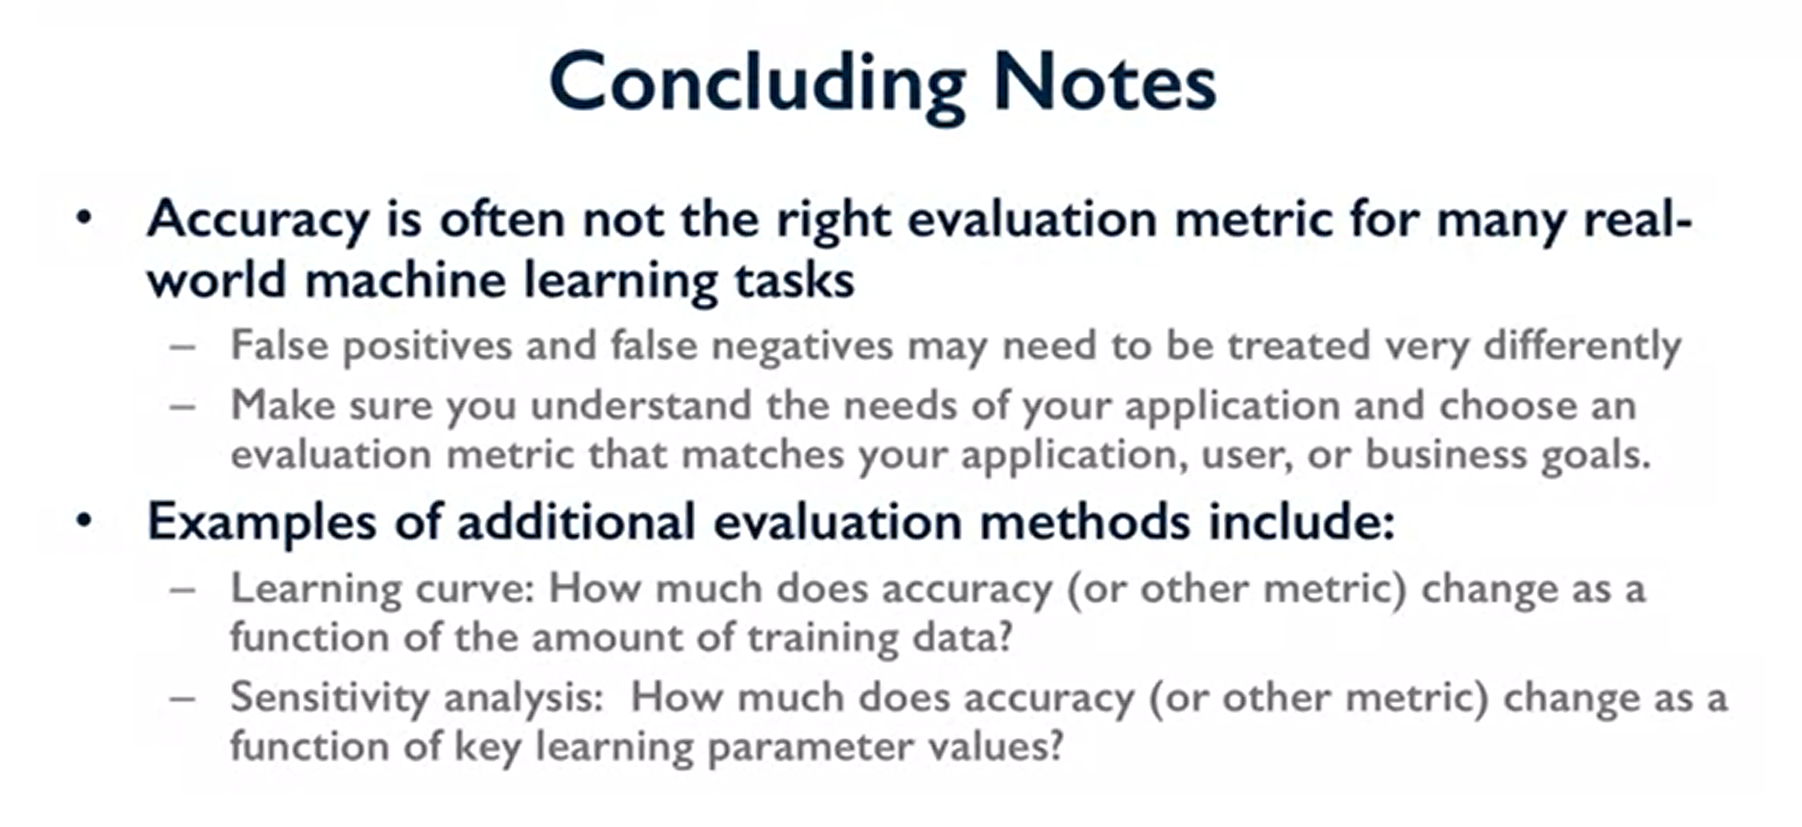 Concluding Notes
• Accuracy is often not the right evaluation metric for many real-
world machine learning tasks
– False positives and false negatives may need to be treated very differently
– Make sure you understand the needs of your application and choose an
evaluation metric that matches your application, user, or business goals.
• Examples of additional evaluation methods include:
– Learning curve: How much does accuracy (or other metric) change as a
function of the amount of training data?
– Sensitivity analysis:  How much does accuracy (or other metric) change as a
function of key learning parameter values?